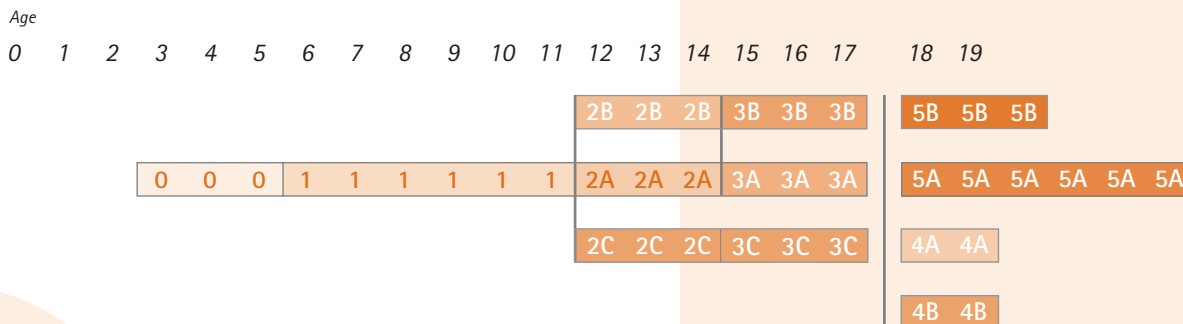 Age
0 1 2 3 4 5 6 7 8 9 10 11 12 13 14 15 16 17 18 19
2B 2B 2B 3B 3B 3B 5B 5B 5B
0 0 0 1 1 1 1 1 1 2A 2A 2A 3A 3A 3A 5A 5A 5A 5A 5A 5A
2C 2C 2C 3C 3C 3C 4A 4A
4B 4B